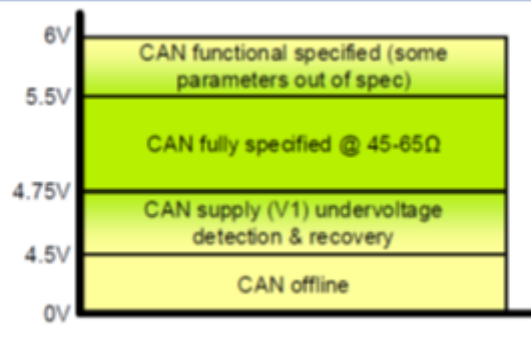 6V
CAN functional specified (some
parameters out of spec)
5.5V
CAN fully specified @ 45-65Ω
4.75V
CAN supply (V1) undervoltage
detection & recovery
4.5V
CAN offline
0V